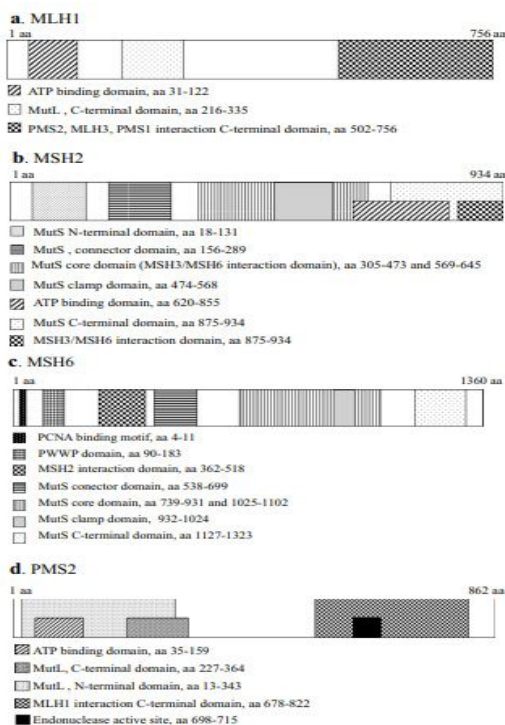 a. MLH1
1 aa 756 aa
ATP binding domain, aa 31-122
MutL , C-terminal domain, aa 216-335
PMS2, MLH3, PMS1 interaction C-terminal domain, aa 502-756
b. MSH2
1 aa 934 aa
MutS N-terminal domain, aa 18-131
MutS , connector domain, aa 156-289
MutS core domain (MSH3/MSH6 interaction domain), aa 305-473 and 569-645
MutS clamp domain, aa 474-568
ATP binding domain, aa 620-855
MutS C-terminal domain, aa 875-934
MSH3/MSH6 interaction domain, aa 875-934
c. MSH6
1 aa 1360 aa
PCNA binding motif, aa 4-11
PWWP domain, aa 90-183
MSH2 interaction domain, aa 362-518
MutS conector domain, aa 538-699
MutS core domain, aa 739-931 and 1025-1102
MutS clamp domain, 932-1024
MutS C-terminal domain, aa 1127-1323
d. PMS2
1 aa 862 aa
ATP binding domain, aa 35-159
MutL, C-terminal domain, aa 227-364
MutL , N-terminal domain, aa 13-343
MLH1 interaction C-terminal domain, aa 678-822
Endonuclease active site, aa 698-715